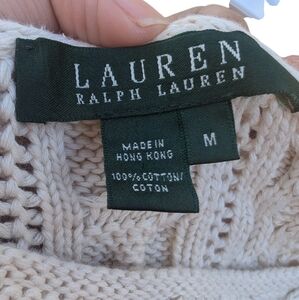 LAUREN
RALPH LAUREN
MADE IN
HONG KONG
M
100% COTTON/
COTON